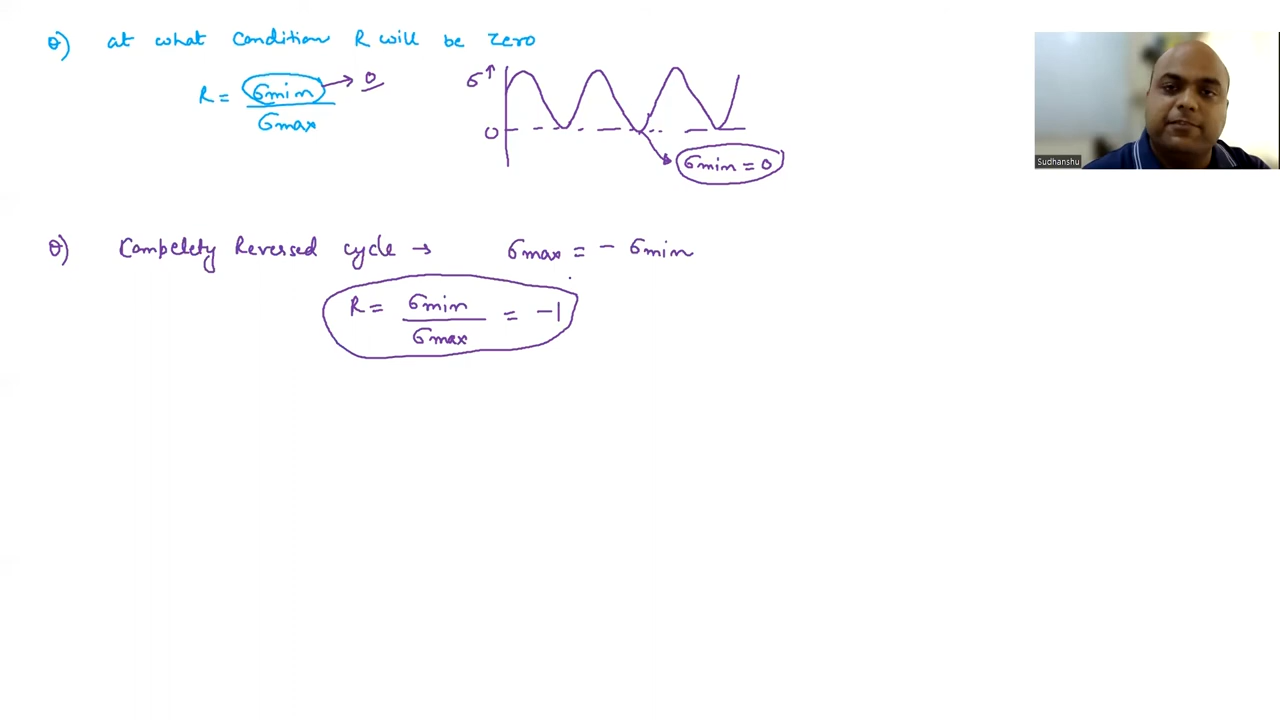 Q) at what condition R will be zero
R = σmin / σmax → 0
σ↑
0
σmin = 0
Q) Compelety Reversed cycle → σmax = - σmin
R = σmin / σmax = -1
Sudhanshu